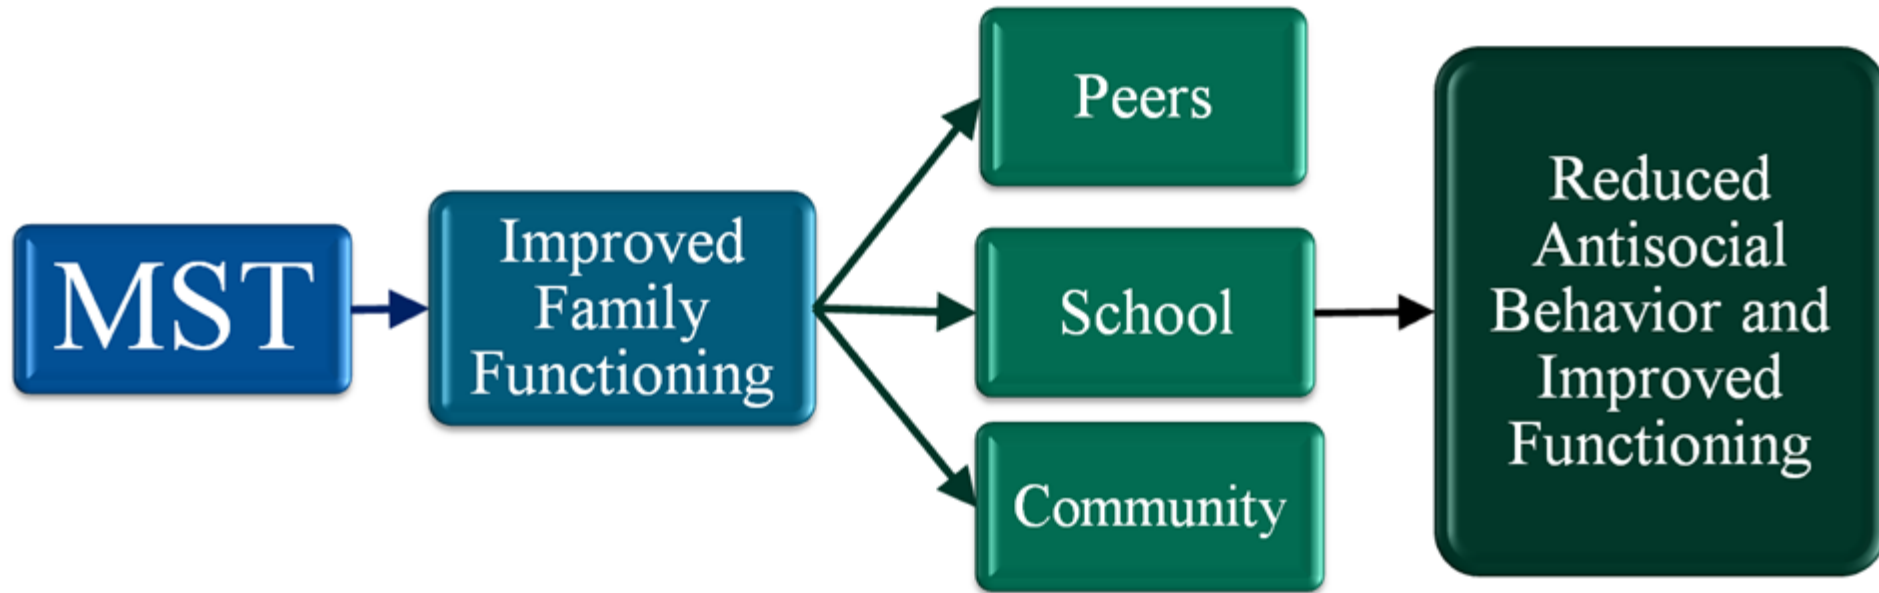 MST
Improved
Family
Functioning
Peers
School
Community
Reduced
Antisocial
Behavior and
Improved
Functioning